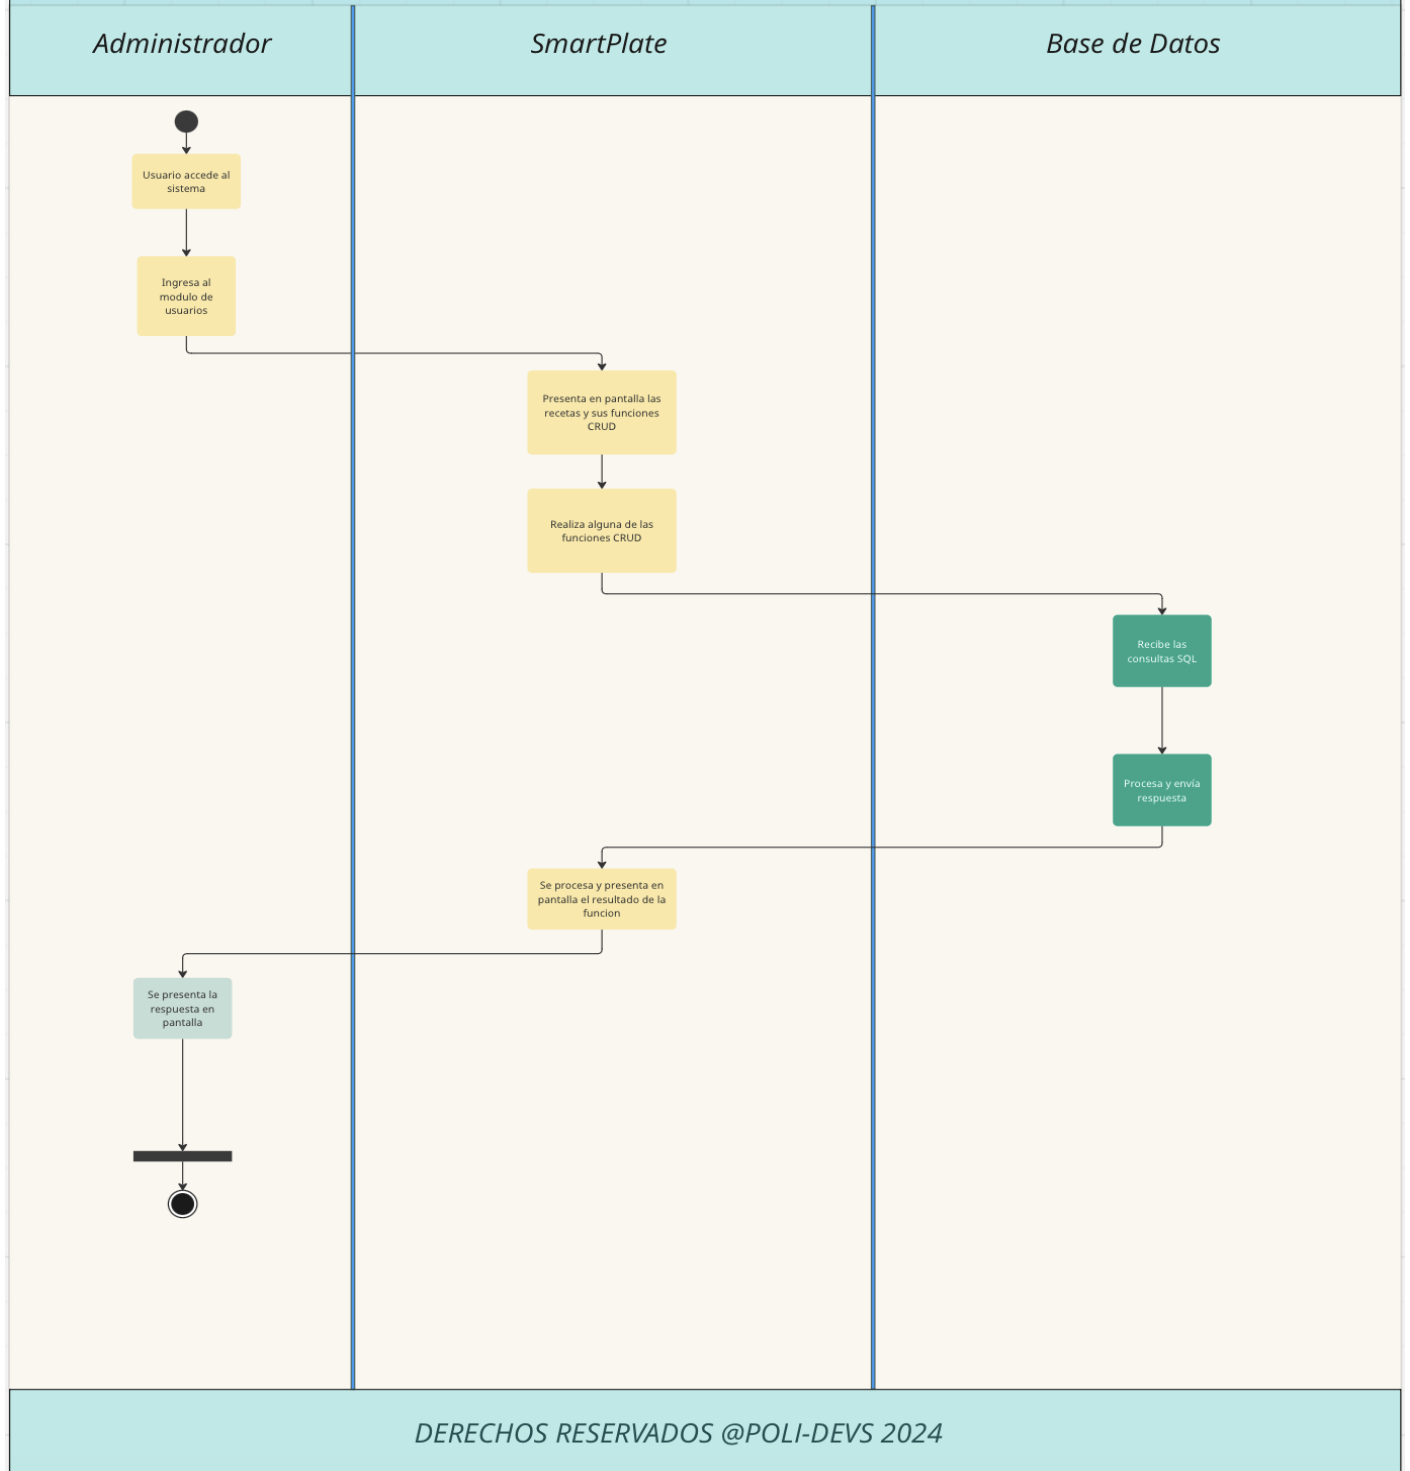 Administrador
SmartPlate
Base de Datos
Usuario accede al
sistema
Ingresa al
modulo de
usuarios
Presenta en pantalla las
recetas y sus funciones
CRUD
Realiza alguna de las
funciones CRUD
Recibe las
consultas SQL
Procesa y envía
respuesta
Se procesa y presenta en
pantalla el resultado de la
funcion
Se presenta la
respuesta en
pantalla
DERECHOS RESERVADOS @POLI-DEVS 2024